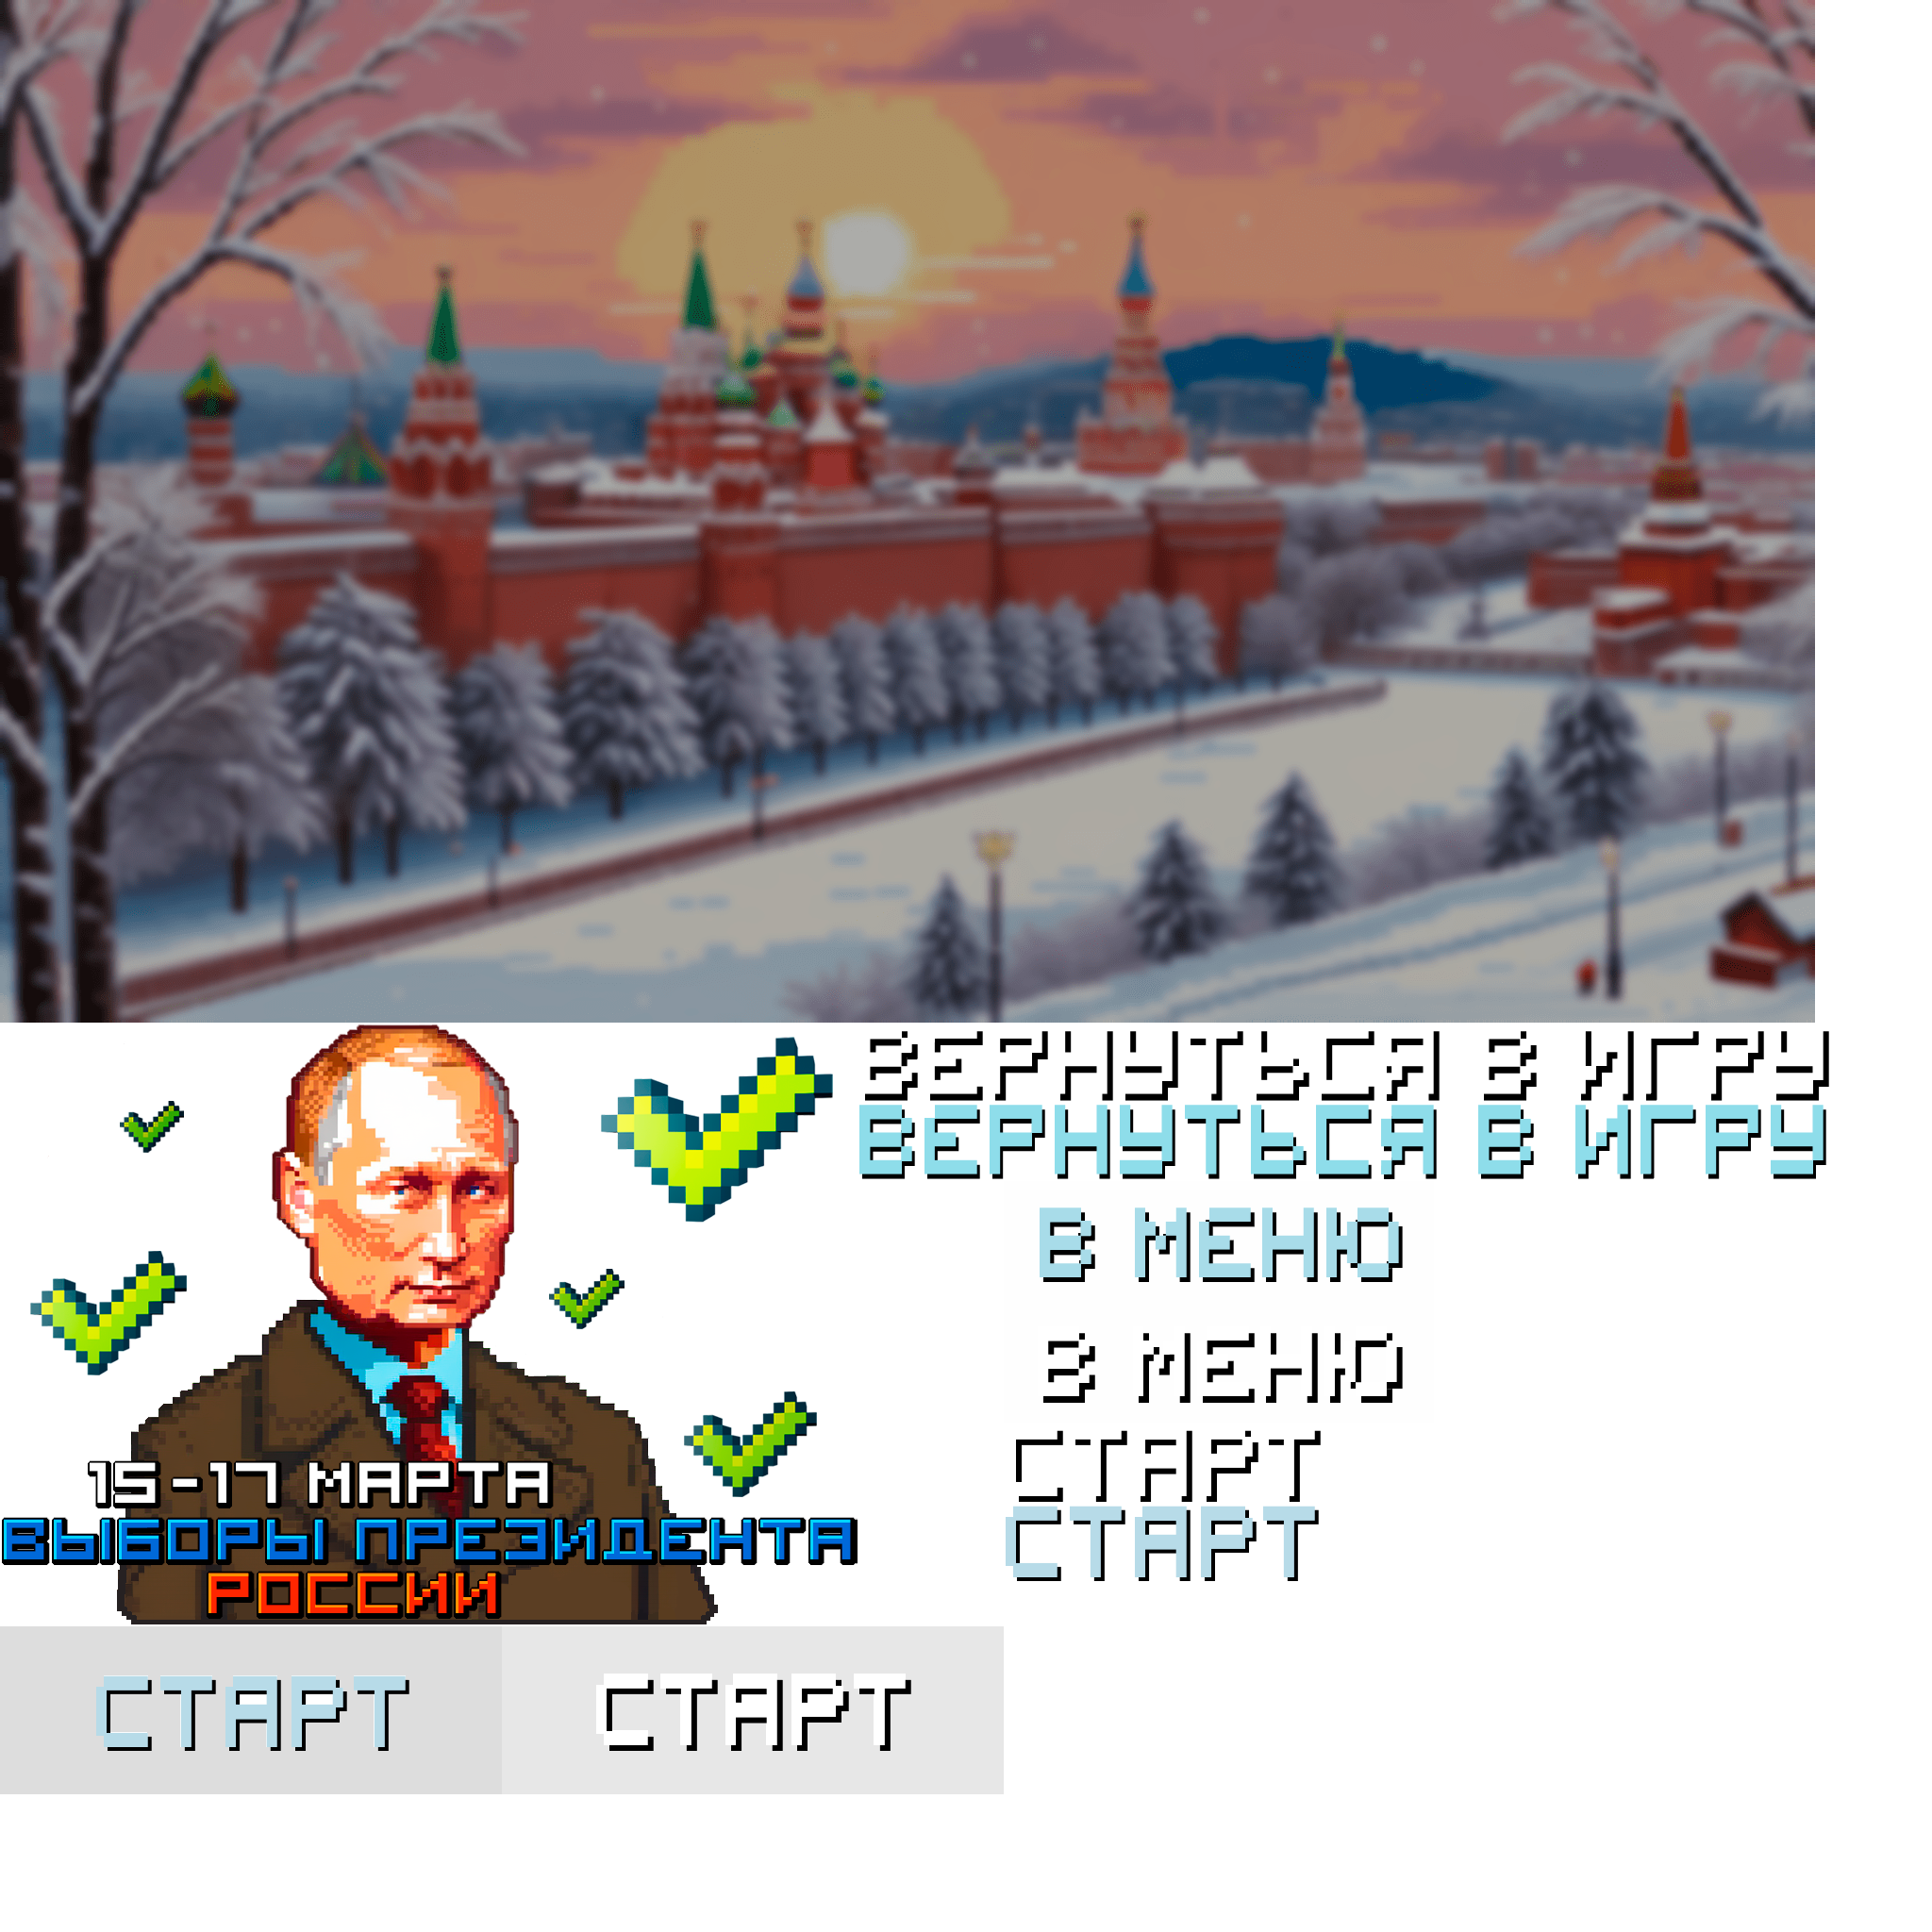 ВЕРНУТЬСЯ В ИГРУ
ВЕРНУТЬСЯ В ИГРУ
В МЕНЮ
В МЕНЮ
СТАРТ
СТАРТ
15-17 МАРТА
ВЫБОРЫ ПРЕЗИДЕНТА
РОССИИ
СТАРТ
СТАРТ